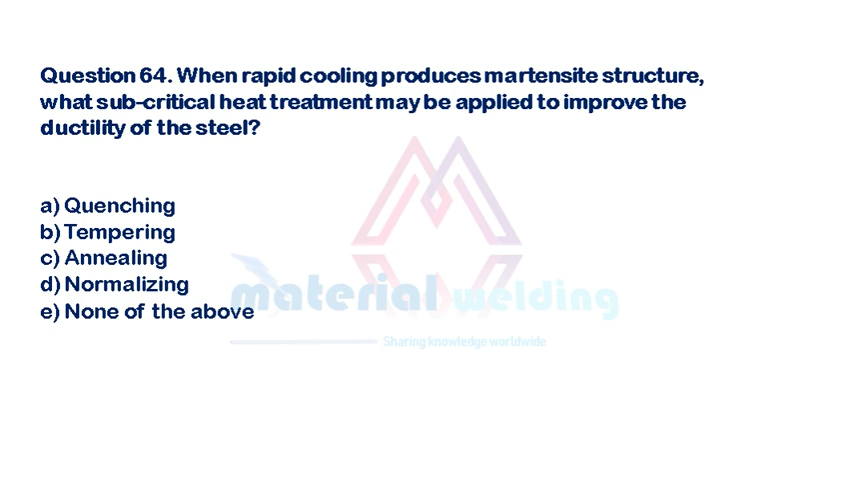 Question 64. When rapid cooling produces martensite structure,
what sub-critical heat treatment may be applied to improve the
ductility of the steel?
a) Quenching
b) Tempering
c) Annealing
d) Normalizing
e) None of the above
material welding
Sharing knowledge worldwide